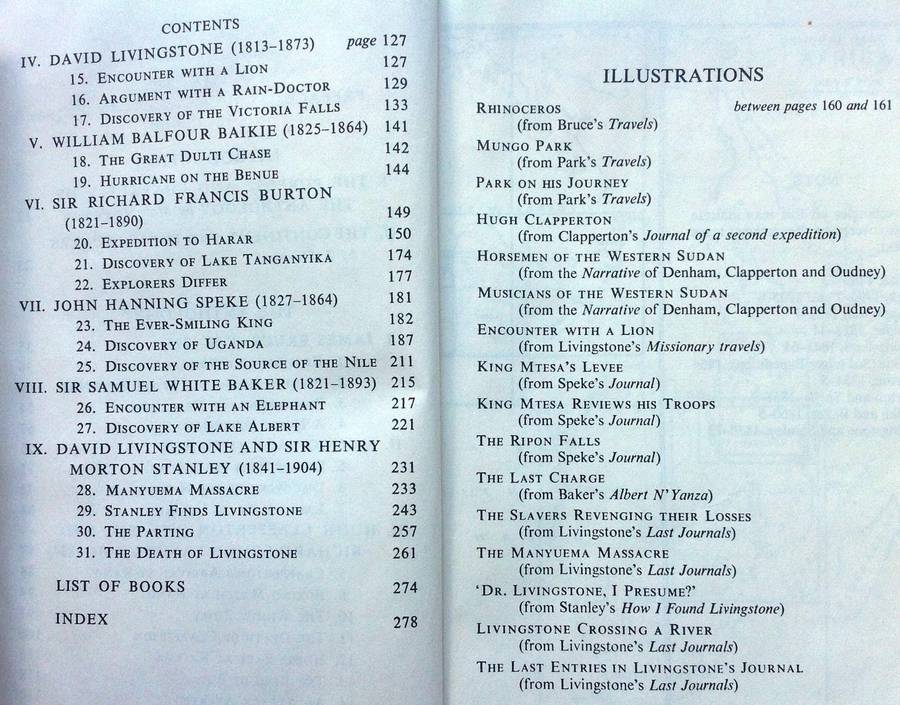 CONTENTS
IV. DAVID LIVINGSTONE (1813–1873) page 127
15. ENCOUNTER WITH A LION 127
16. ARGUMENT WITH A RAIN-DOCTOR 129
17. DISCOVERY OF THE VICTORIA FALLS 133
V. WILLIAM BALFOUR BAIKIE (1825–1864) 141
18. THE GREAT DULTI CHASE 142
19. HURRICANE ON THE BENUE 144
VI. SIR RICHARD FRANCIS BURTON
(1821–1890) 149
20. EXPEDITION TO HARAR 150
21. DISCOVERY OF LAKE TANGANYIKA 174
22. EXPLORERS DIFFER 177
VII. JOHN HANNING SPEKE (1827–1864) 181
23. THE EVER-SMILING KING 182
24. DISCOVERY OF UGANDA 187
25. DISCOVERY OF THE SOURCE OF THE NILE 211
VIII. SIR SAMUEL WHITE BAKER (1821–1893) 215
26. ENCOUNTER WITH AN ELEPHANT 217
27. DISCOVERY OF LAKE ALBERT 221
IX. DAVID LIVINGSTONE AND SIR HENRY
MORTON STANLEY (1841–1904) 231
28. MANYUEMA MASSACRE 233
29. STANLEY FINDS LIVINGSTONE 243
30. THE PARTING 257
31. THE DEATH OF LIVINGSTONE 261
LIST OF BOOKS 274
INDEX 278
ILLUSTRATIONS
RHINOCEROS between pages 160 and 161
(from Bruce's Travels)
MUNGO PARK
(from Park's Travels)
PARK ON HIS JOURNEY
(from Park's Travels)
HUGH CLAPPERTON
(from Clapperton's Journal of a second expedition)
HORSEMEN OF THE WESTERN SUDAN
(from the Narrative of Denham, Clapperton and Oudney)
MUSICIANS OF THE WESTERN SUDAN
(from the Narrative of Denham, Clapperton and Oudney)
ENCOUNTER WITH A LION
(from Livingstone's Missionary travels)
KING MTESA'S LEVEE
(from Speke's Journal)
KING MTESA REVIEWS HIS TROOPS
(from Speke's Journal)
THE RIPON FALLS
(from Speke's Journal)
THE LAST CHARGE
(from Baker's Albert N'Yanza)
THE SLAVERS REVENGING THEIR LOSSES
(from Livingstone's Last Journals)
THE MANYUEMA MASSACRE
(from Livingstone's Last Journals)
'DR. LIVINGSTONE, I PRESUME?'
(from Stanley's How I Found Livingstone)
LIVINGSTONE CROSSING A RIVER
(from Livingstone's Last Journals)
THE LAST ENTRIES IN LIVINGSTONE'S JOURNAL
(from Livingstone's Last Journals)